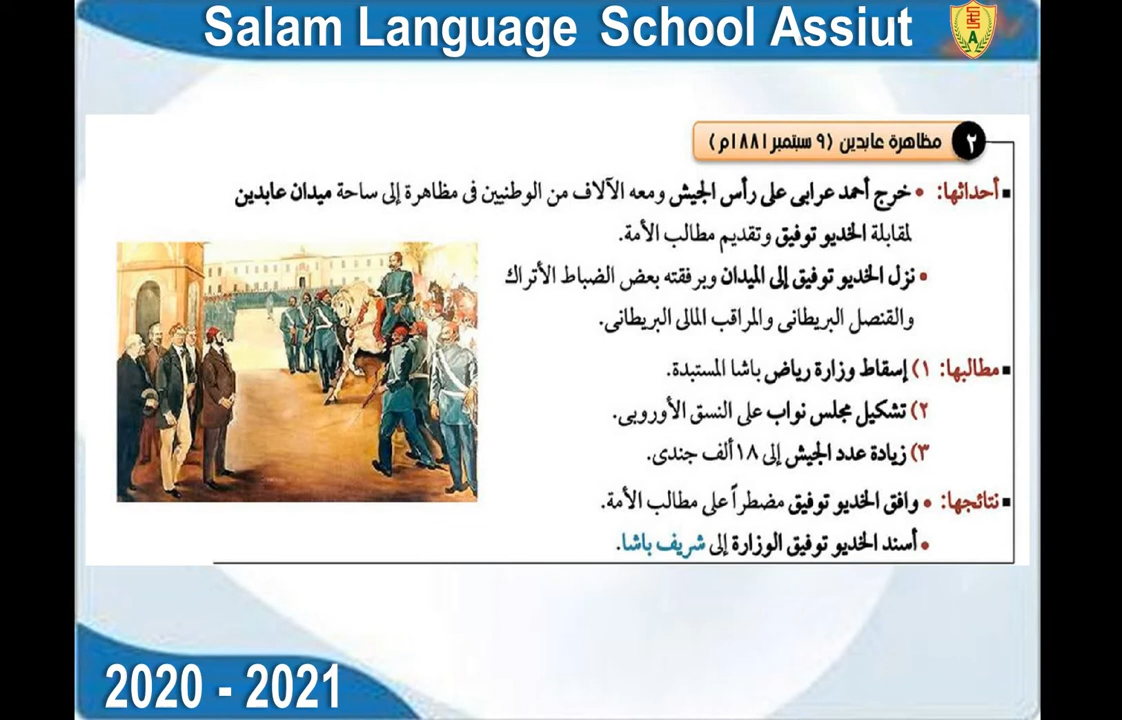 Salam Language School Assiut
٢ مظاهرة عابدين (٩ سبتمبر ١٨٨١م)
■ أحداثها: • خرج أحمد عرابى على رأس الجيش ومعه الآلاف من الوطنيين فى مظاهرة إلى ساحة ميدان عابدين
لمقابلة الخديو توفيق وتقديم مطالب الأمة.
• نزل الخديو توفيق إلى الميدان وبرفقته بعض الضباط الأتراك
والقنصل البريطانى والمراقب المالى البريطانى.
■ مطالبها: ١) إسقاط وزارة رياض باشا المستبدة.
٢) تشكيل مجلس نواب على النسق الأوروبى.
٣) زيادة عدد الجيش إلى ١٨ ألف جندى.
■ نتائجها: • وافق الخديو توفيق مضطراً على مطالب الأمة.
• أسند الخديو توفيق الوزارة إلى شريف باشا.
2020 - 2021